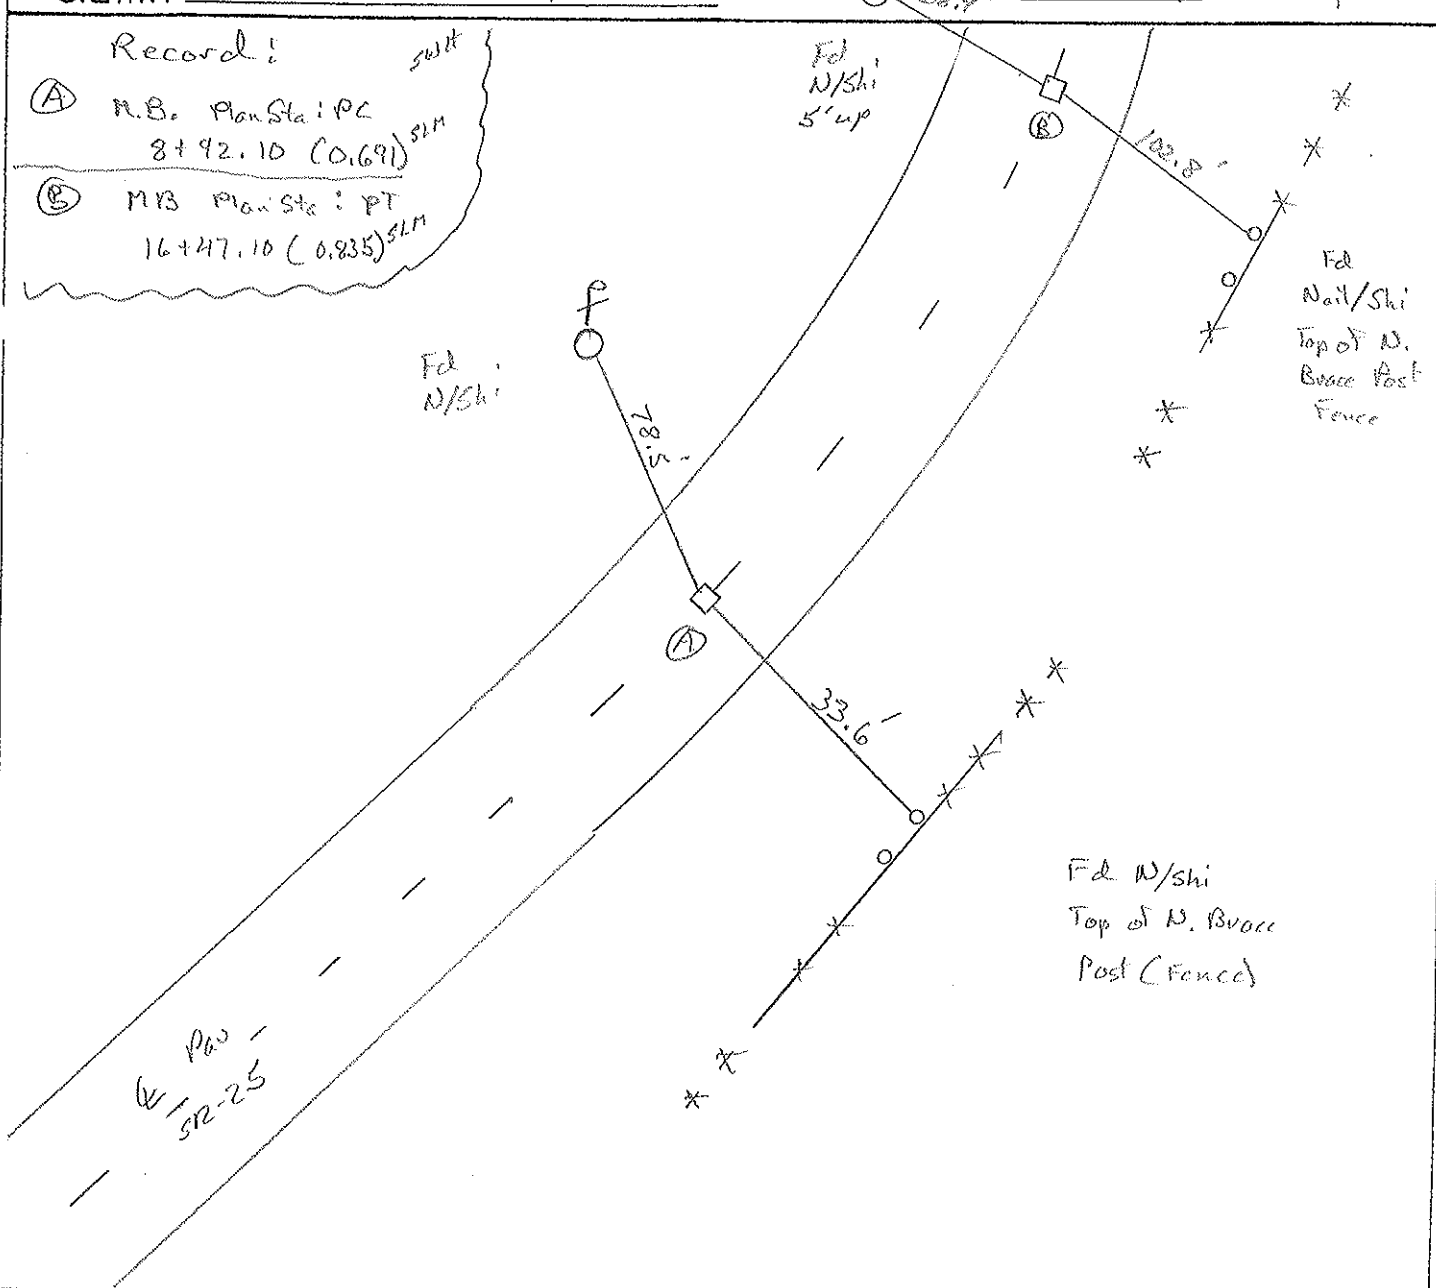 Record:
(A) M.B. Plan Sta: PC
8+92.10 (0.691) SLM
(B) MB Plan Sta: PT
16+47.10 (0.835) SLM
Fd
N/Shi
5' up
(B)
102.8'
Fd
Nail/Shi
Top of N.
Brace Post
Fence
Fd
N/Shi
78.5'
(A)
33.6'
Fd N/shi
Top of N. Brace
Post (Fence)
℄ Pav
SR-25